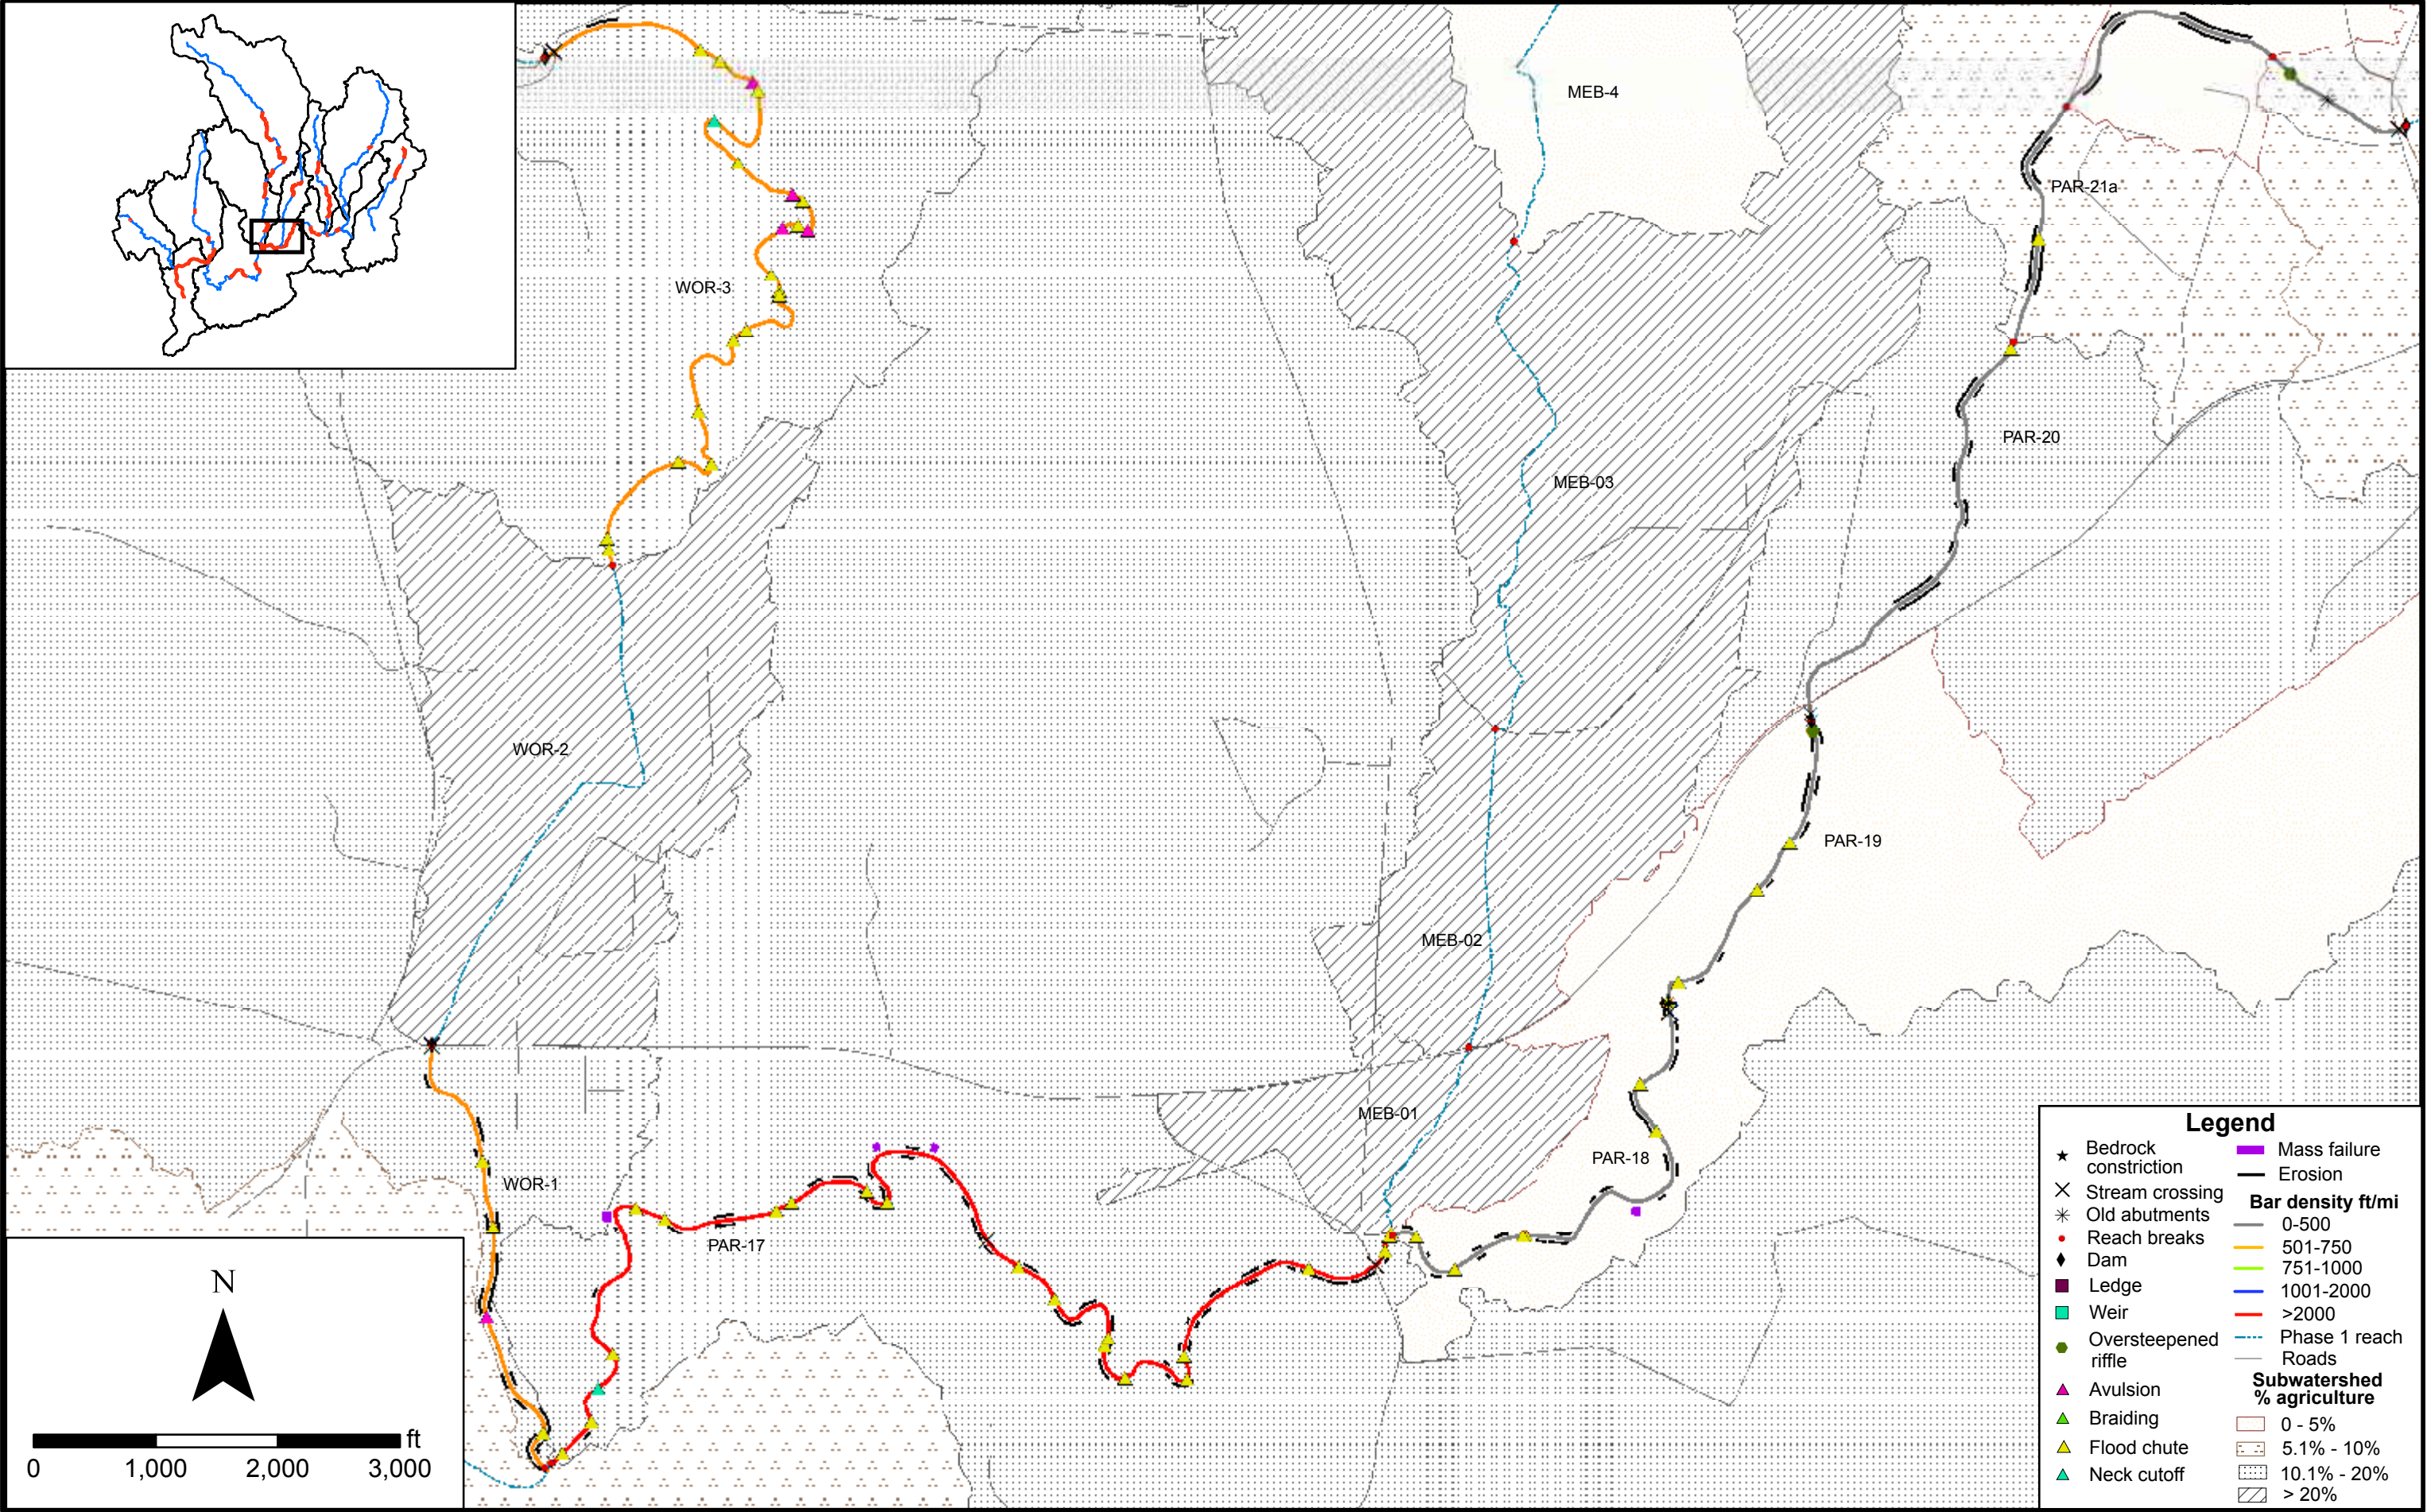 MEB-4
PAR-21a
WOR-3
PAR-20
MEB-03
WOR-2
PAR-19
MEB-02
MEB-01
PAR-18
WOR-1
PAR-17
N
ft
0 1,000 2,000 3,000
Legend
Bedrock
constriction
Stream crossing
Old abutments
Reach breaks
Dam
Ledge
Weir
Oversteepened
riffle
Avulsion
Braiding
Flood chute
Neck cutoff
Mass failure
Erosion
Bar density ft/mi
0-500
501-750
751-1000
1001-2000
>2000
Phase 1 reach
Roads
Subwatershed
% agriculture
0 - 5%
5.1% - 10%
10.1% - 20%
> 20%